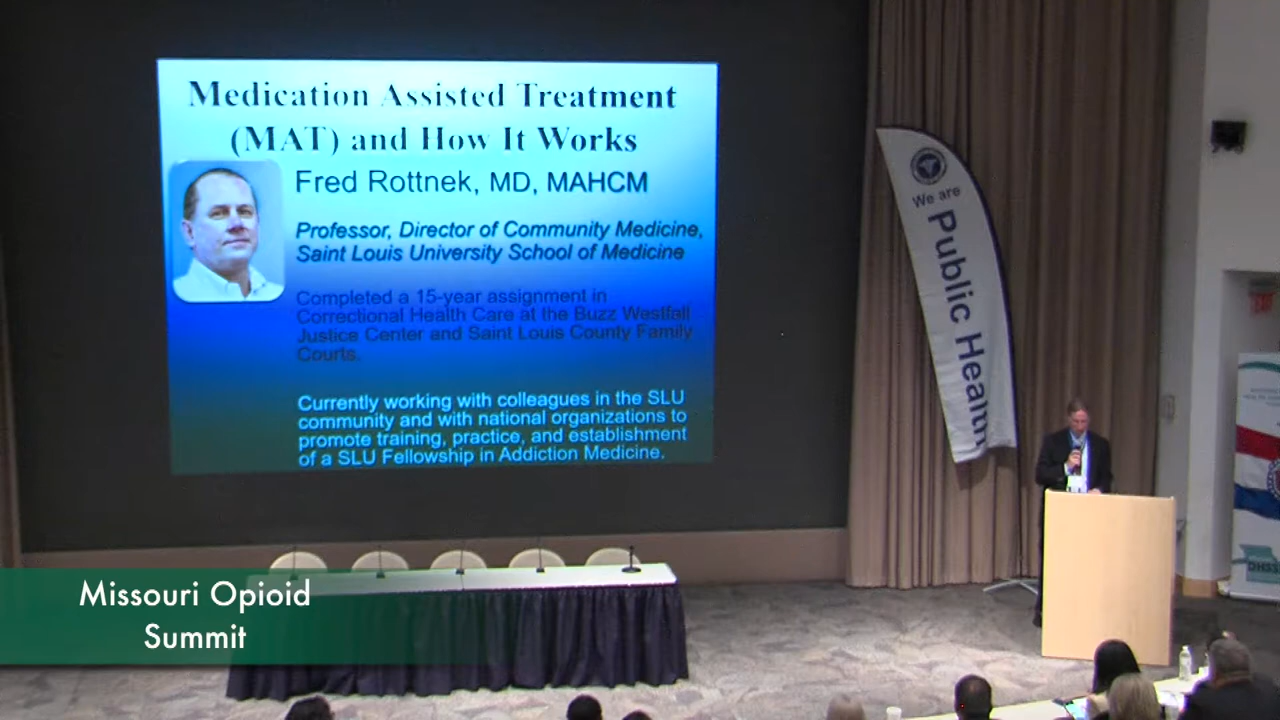 Medication Assisted Treatment
(MAT) and How It Works
Fred Rottnek, MD, MAHCM
Professor, Director of Community Medicine,
Saint Louis University School of Medicine
Completed a 15-year assignment in
Correctional Health Care at the Buzz Westfall
Justice Center and Saint Louis County Family
Courts.
Currently working with colleagues in the SLU
community and with national organizations to
promote training, practice, and establishment
of a SLU Fellowship in Addiction Medicine.
We are
Public Health
EXIT
DHSS
Missouri Opioid
Summit